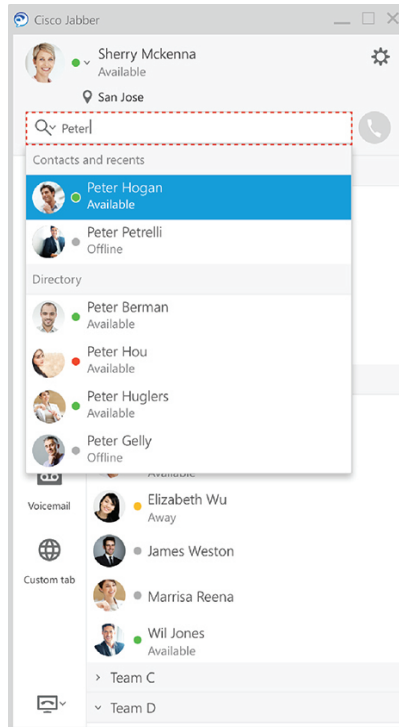 Cisco Jabber
Sherry Mckenna
Available
San Jose
Peter
Contacts and recents
Peter Hogan
Available
Peter Petrelli
Offline
Directory
Peter Berman
Available
Peter Hou
Available
Peter Huglers
Available
Peter Gelly
Offline
Available
Voicemail
Elizabeth Wu
Away
Custom tab
James Weston
Marrisa Reena
Wil Jones
Available
Team C
Team D